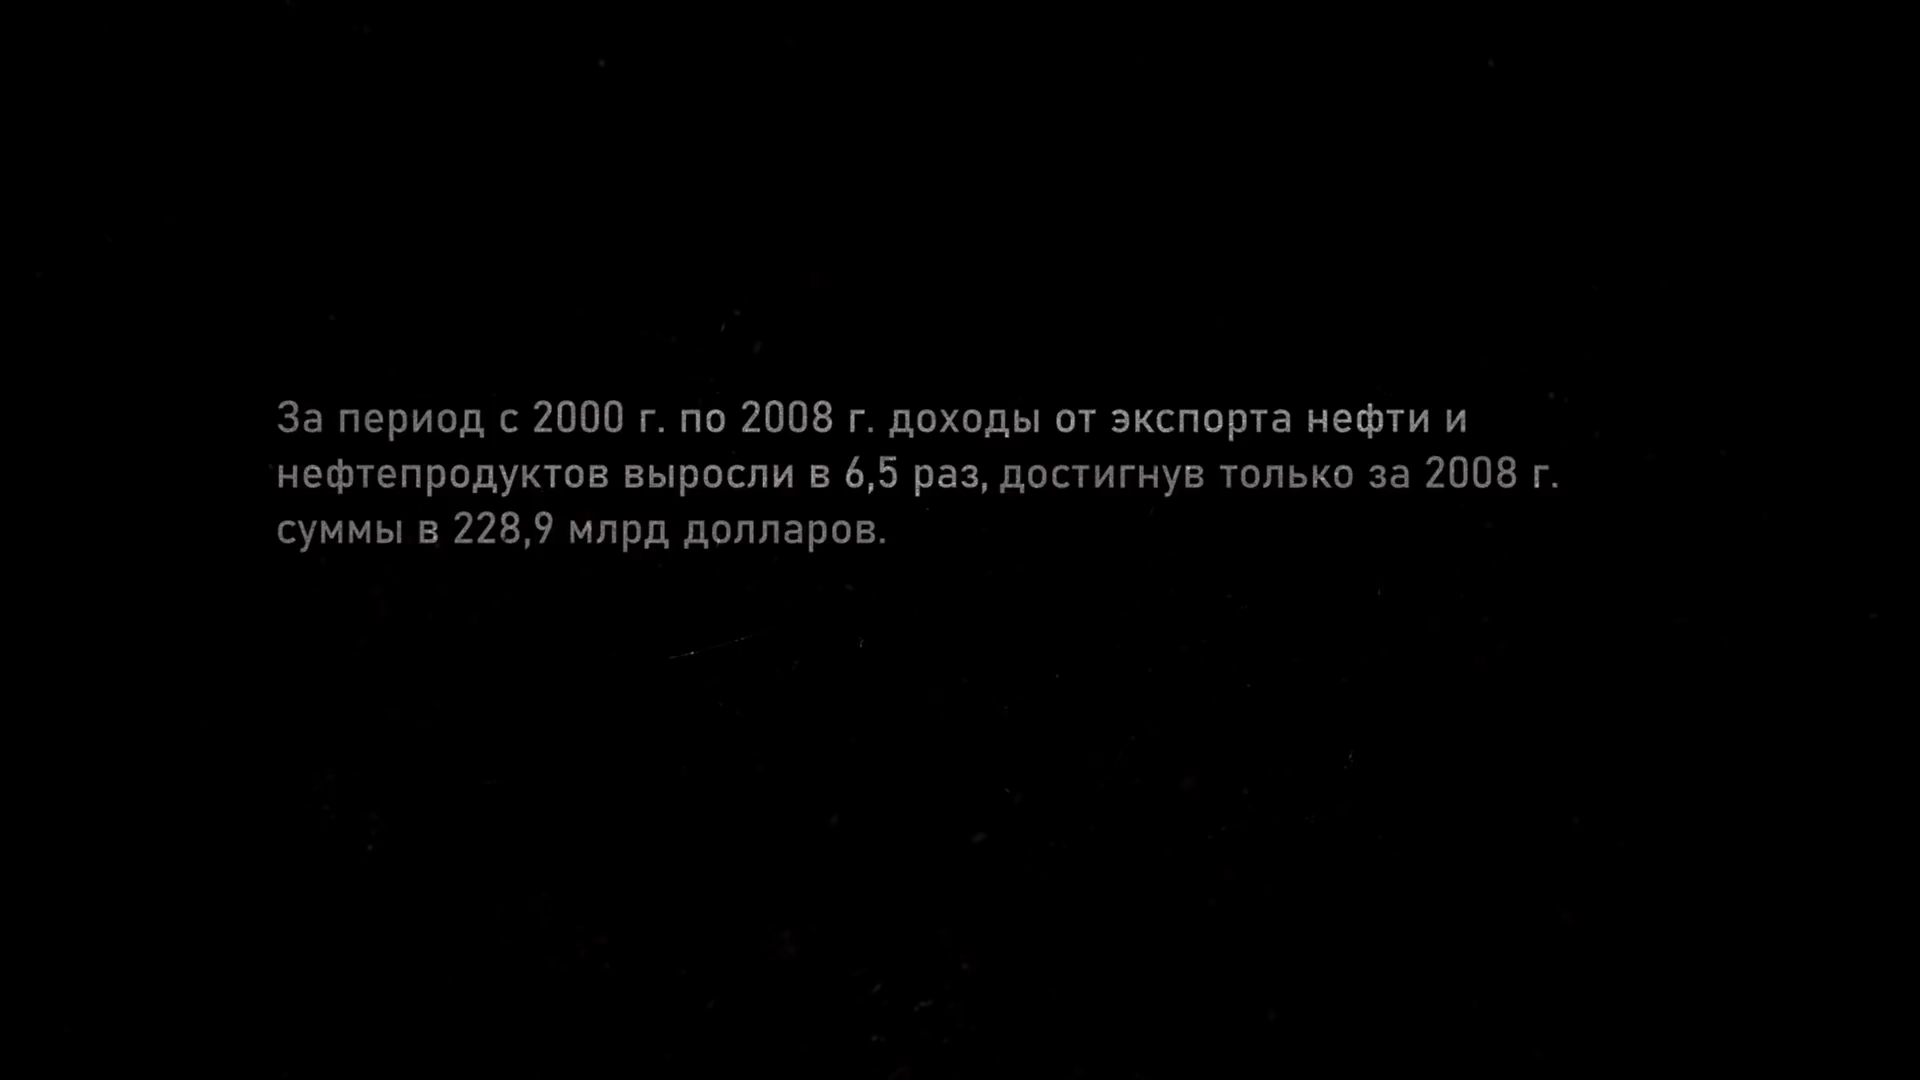 За период с 2000 г. по 2008 г. доходы от экспорта нефти и
нефтепродуктов выросли в 6,5 раз, достигнув только за 2008 г.
суммы в 228,9 млрд долларов.